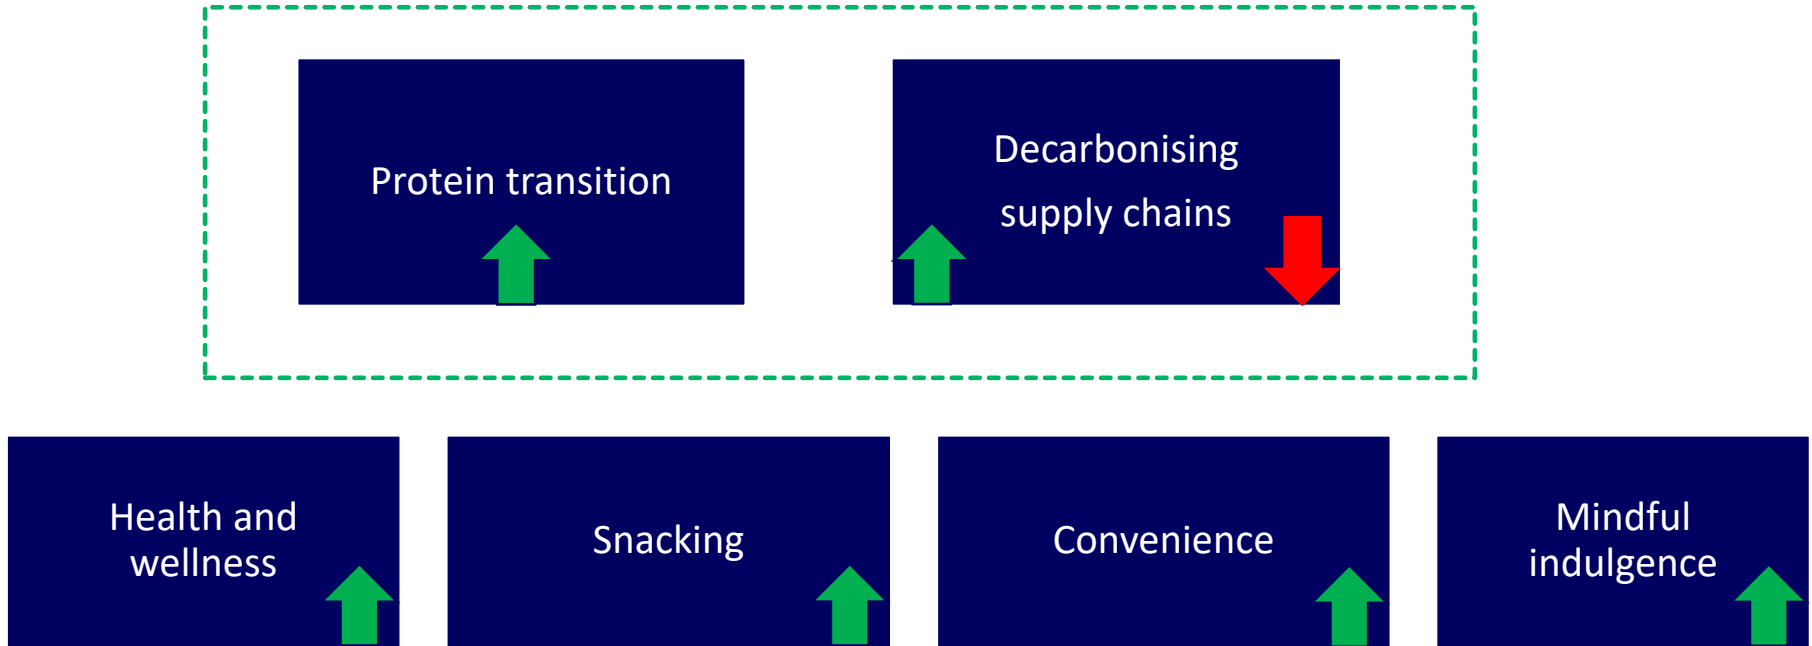 Protein transition
Decarbonising
supply chains
Health and
wellness
Snacking
Convenience
Mindful
indulgence